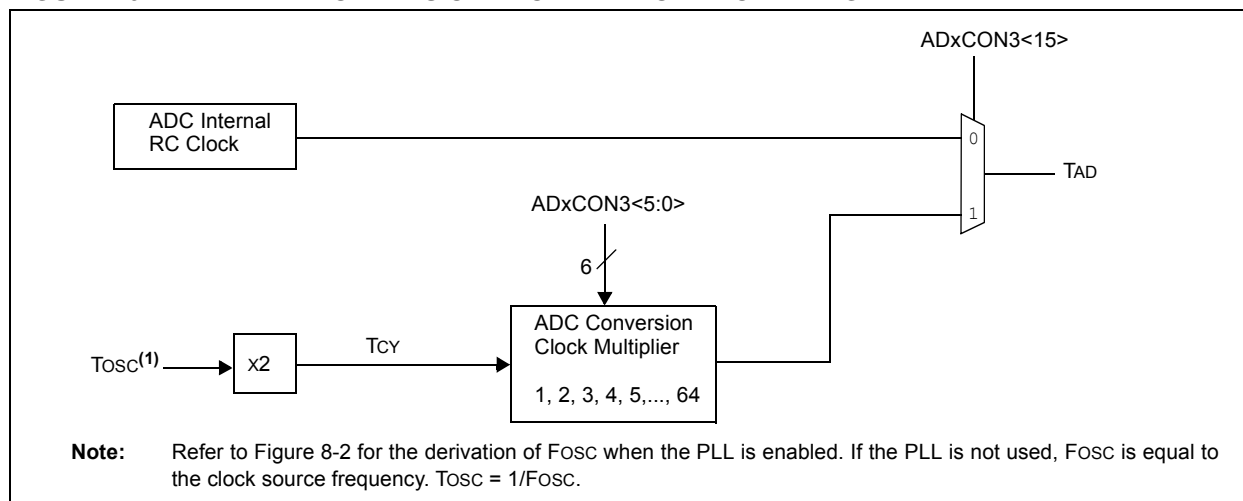 ADxCON3<15>
ADC Internal
RC Clock
0
TAD
ADxCON3<5:0>
1
6
ADC Conversion
Clock Multiplier
TOSC(1)
X2
TCY
1, 2, 3, 4, 5,..., 64
Note: Refer to Figure 8-2 for the derivation of FOSC when the PLL is enabled. If the PLL is not used, FOSC is equal to
the clock source frequency. TOSC = 1/FOSC.